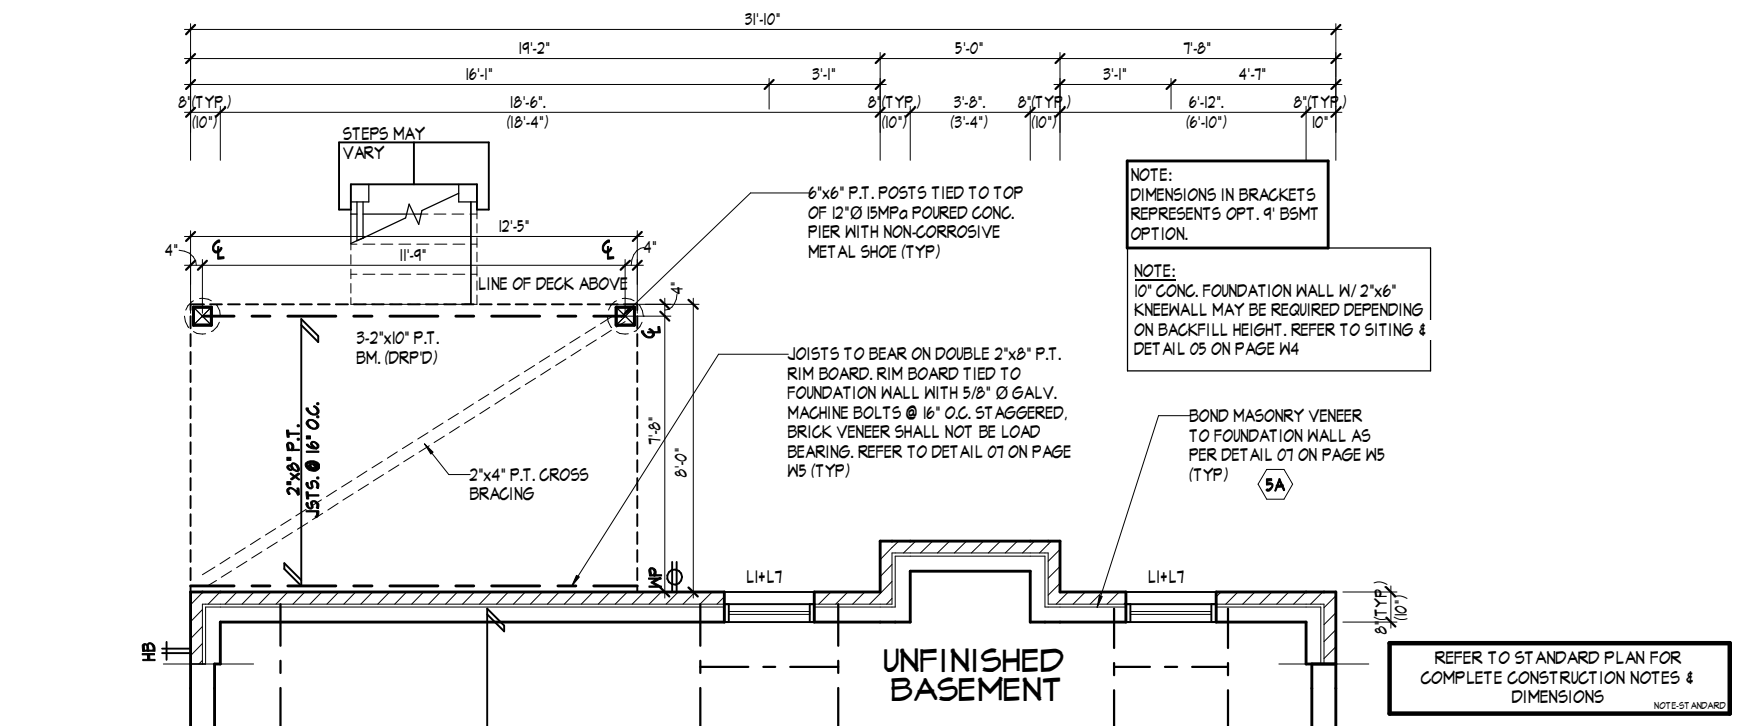 31'-10"
19'-2"
5'-0"
7'-8"
16'-1"
3'-1"
3'-1"
4'-7"
8"(TYP.)
18'-6".
8"(TYP.)
3'-8".
8"(TYP.)
6'-12".
8"(TYP.)
(10")
(18'-4")
(10")
(3'-4")
(10")
(6'-10")
10"
STEPS MAY
VARY
12'-5"
4"
11'-9"
4"
LINE OF DECK ABOVE
4"
3-2"x10" P.T.
BM. (DRP'D)
2"x8" P.T.
JSTS. @ 16" O.C.
2"x4" P.T. CROSS
BRACING
7'-8"
8'-0"
6"x6" P.T. POSTS TIED TO TOP
OF 12"Ø 15MPa POURED CONC.
PIER WITH NON-CORROSIVE
METAL SHOE (TYP)
JOISTS TO BEAR ON DOUBLE 2"x8" P.T.
RIM BOARD. RIM BOARD TIED TO
FOUNDATION WALL WITH 5/8" Ø GALV.
MACHINE BOLTS @ 16" O.C. STAGGERED,
BRICK VENEER SHALL NOT BE LOAD
BEARING. REFER TO DETAIL 07 ON PAGE
W5 (TYP)
NOTE:
DIMENSIONS IN BRACKETS
REPRESENTS OPT. 9' BSMT
OPTION.
NOTE:
10" CONC. FOUNDATION WALL W/ 2"x6"
KNEEWALL MAY BE REQUIRED DEPENDING
ON BACKFILL HEIGHT. REFER TO SITING &
DETAIL 05 ON PAGE W4
BOND MASONRY VENEER
TO FOUNDATION WALL AS
PER DETAIL 07 ON PAGE W5
(TYP)
5A
WP
L1+L7
L1+L7
8"(TYP.)
(10")
HB
UNFINISHED
BASEMENT
REFER TO STANDARD PLAN FOR
COMPLETE CONSTRUCTION NOTES &
DIMENSIONS
NOTE-STANDARD